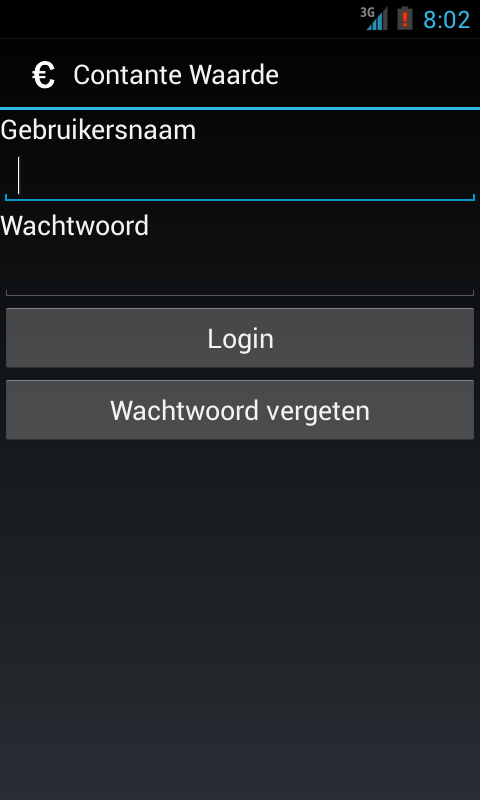 3G 8:02
€ Contante Waarde
Gebruikersnaam
Wachtwoord
Login
Wachtwoord vergeten